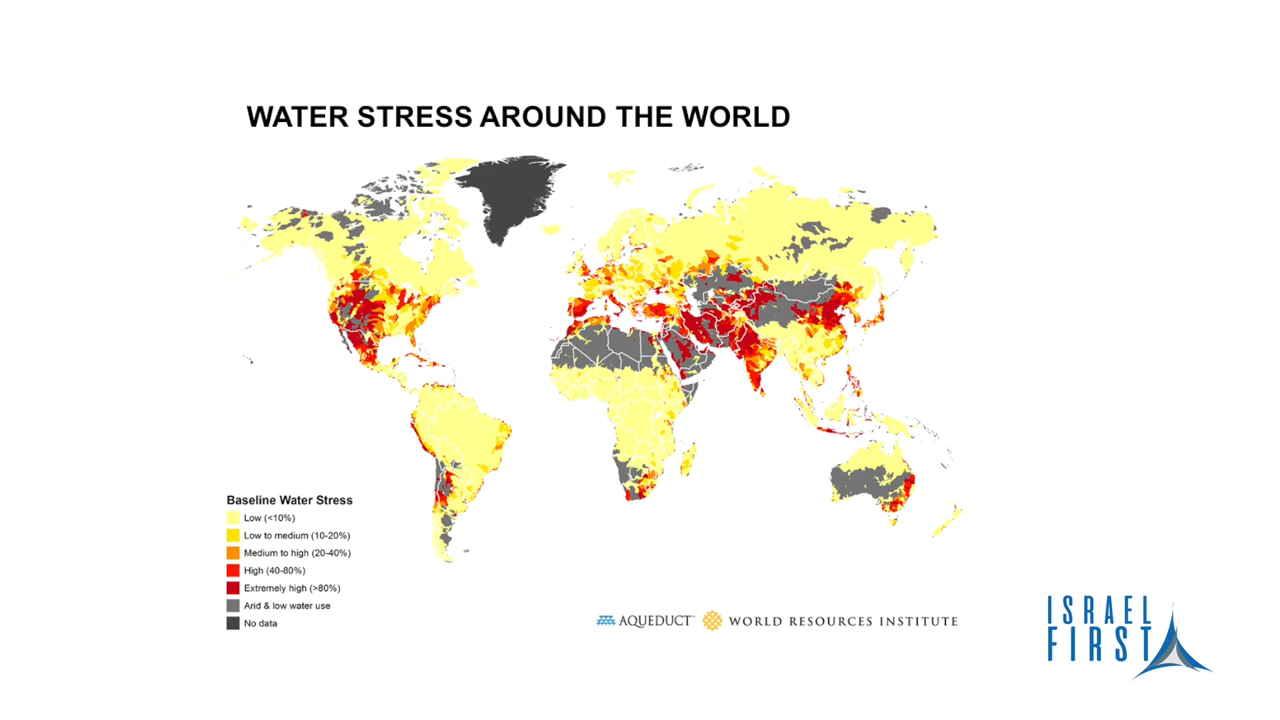 WATER STRESS AROUND THE WORLD
Baseline Water Stress
Low (<10%)
Low to medium (10-20%)
Medium to high (20-40%)
High (40-80%)
Extremely high (>80%)
Arid & low water use
No data
AQUEDUCT™ WORLD RESOURCES INSTITUTE
ISRAEL
FIRST